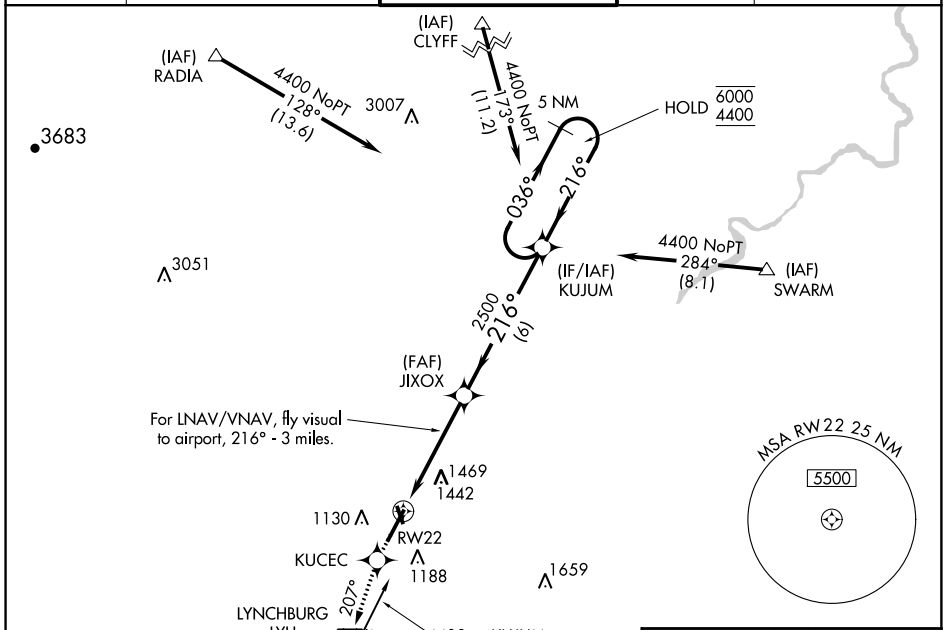 (IAF)
CLYFF
(IAF)
RADIA
4400 NoPT
128°
(13.6)
3007
4400 NoPT
173°
(11.2)
5 NM
HOLD
6000
4400
3683
036°
216°
3051
(IF/IAF)
KUJUM
4400 NoPT
284°
(8.1)
(IAF)
SWARM
2500
216°
(6)
(FAF)
JIXOX
For LNAV/VNAV, fly visual
to airport, 216° - 3 miles.
MSA RW22 25 NM
5500
1469
1442
1130
RW22
KUCEC
1188
1659
207°
LYNCHBURG